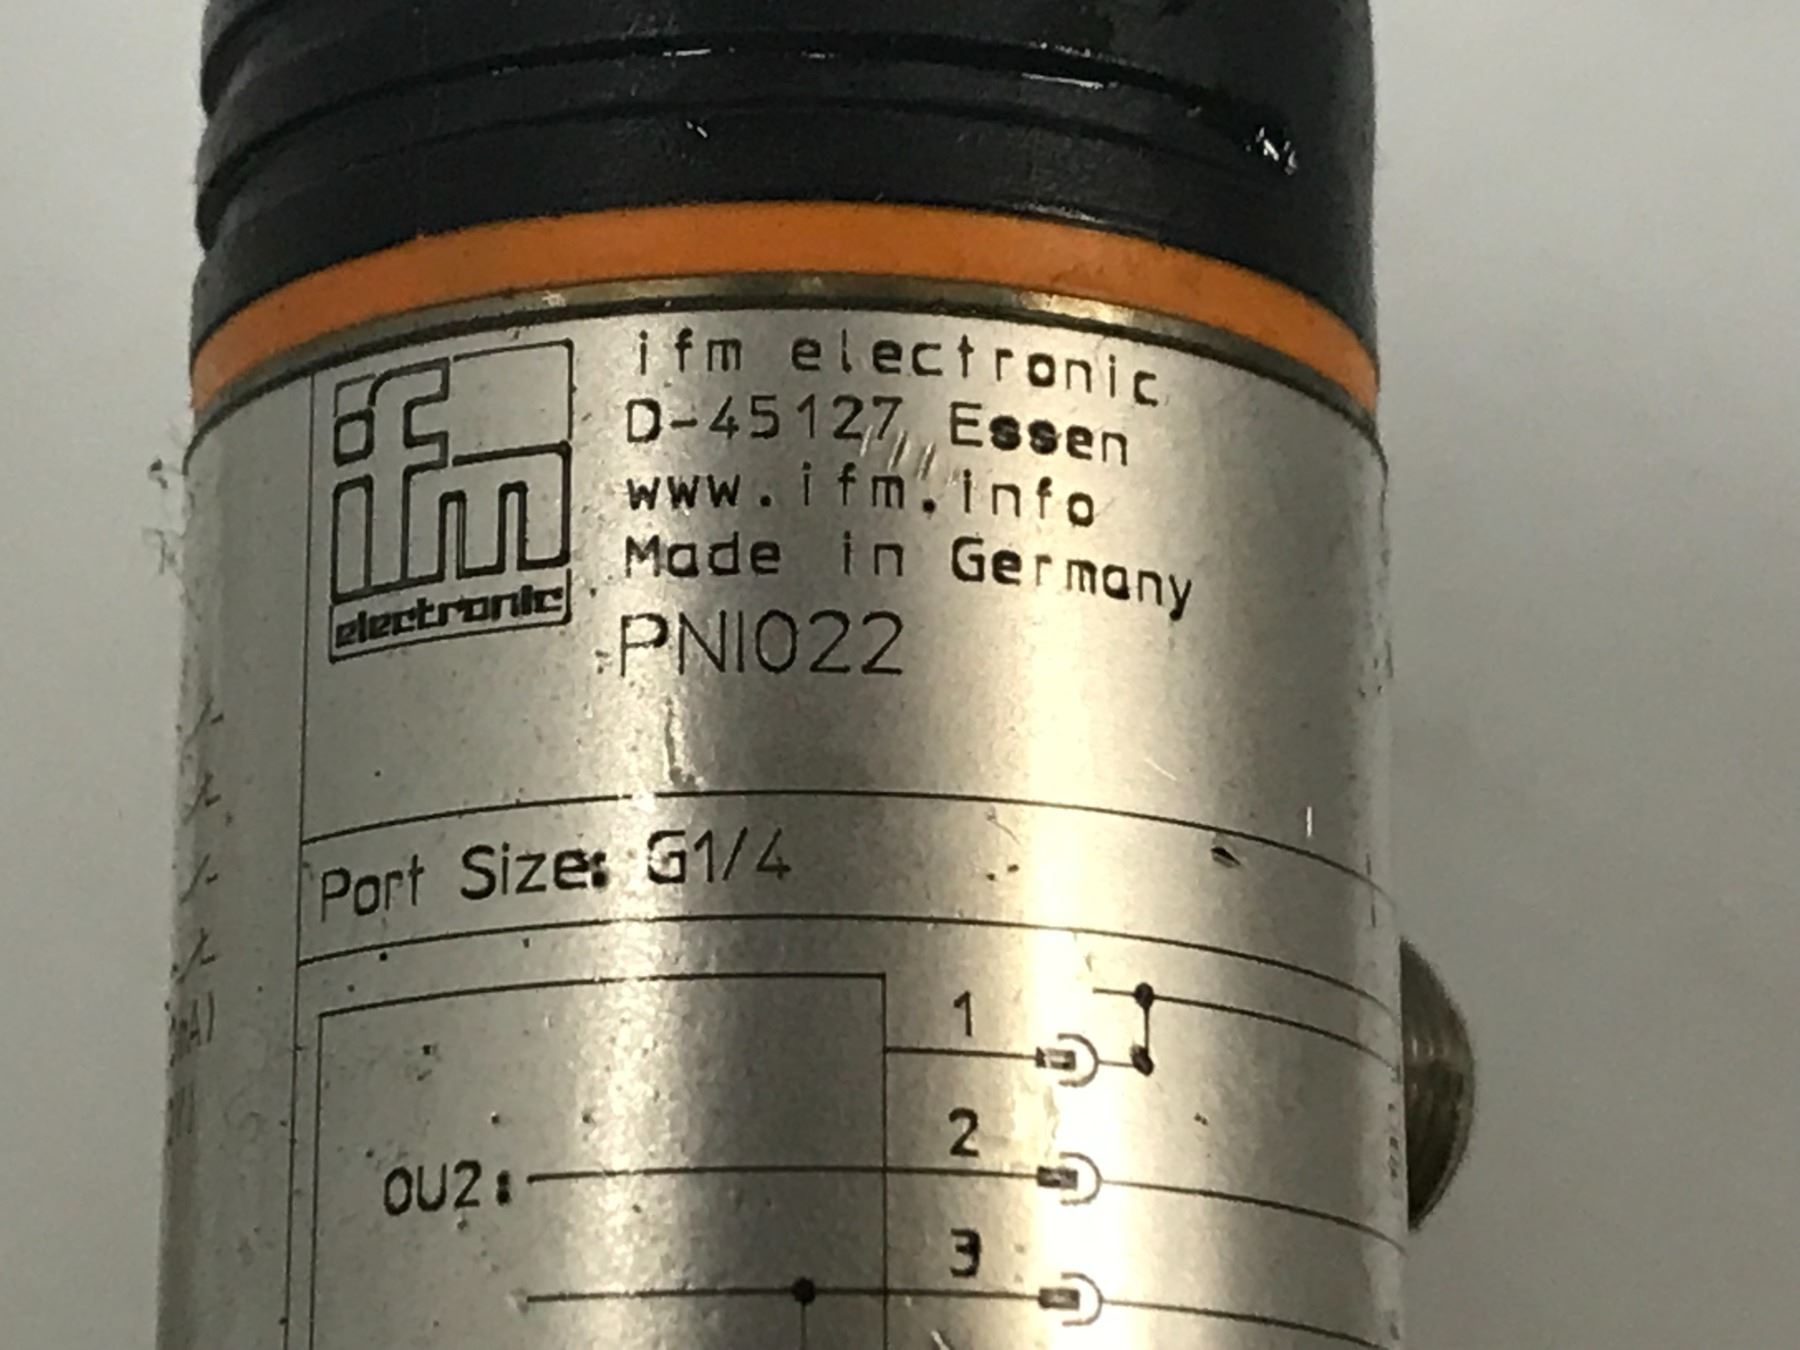 ifm electronic
ifm electronic
D-45127 Essen
www.ifm.info
Made in Germany
PNI022
Port Size: G1/4
1
2
OU2:
3